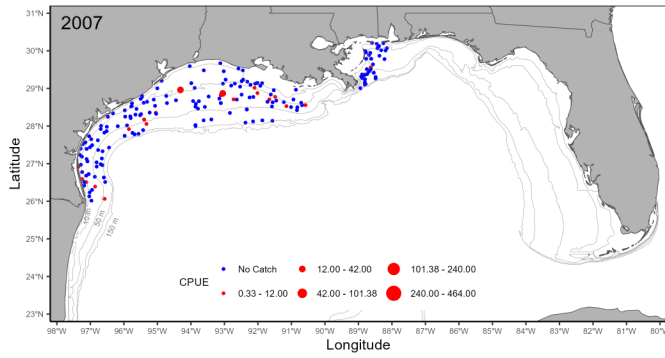 2007
31°N
30°N
29°N
28°N
27°N
26°N
25°N
24°N
23°N
Latitude
10 m
50 m
150 m
CPUE
No Catch
12.00 - 42.00
101.38 - 240.00
0.33 - 12.00
42.00 - 101.38
240.00 - 464.00
98°W 97°W 96°W 95°W 94°W 93°W 92°W 91°W 90°W 89°W 88°W 87°W 86°W 85°W 84°W 83°W 82°W 81°W 80°W
Longitude